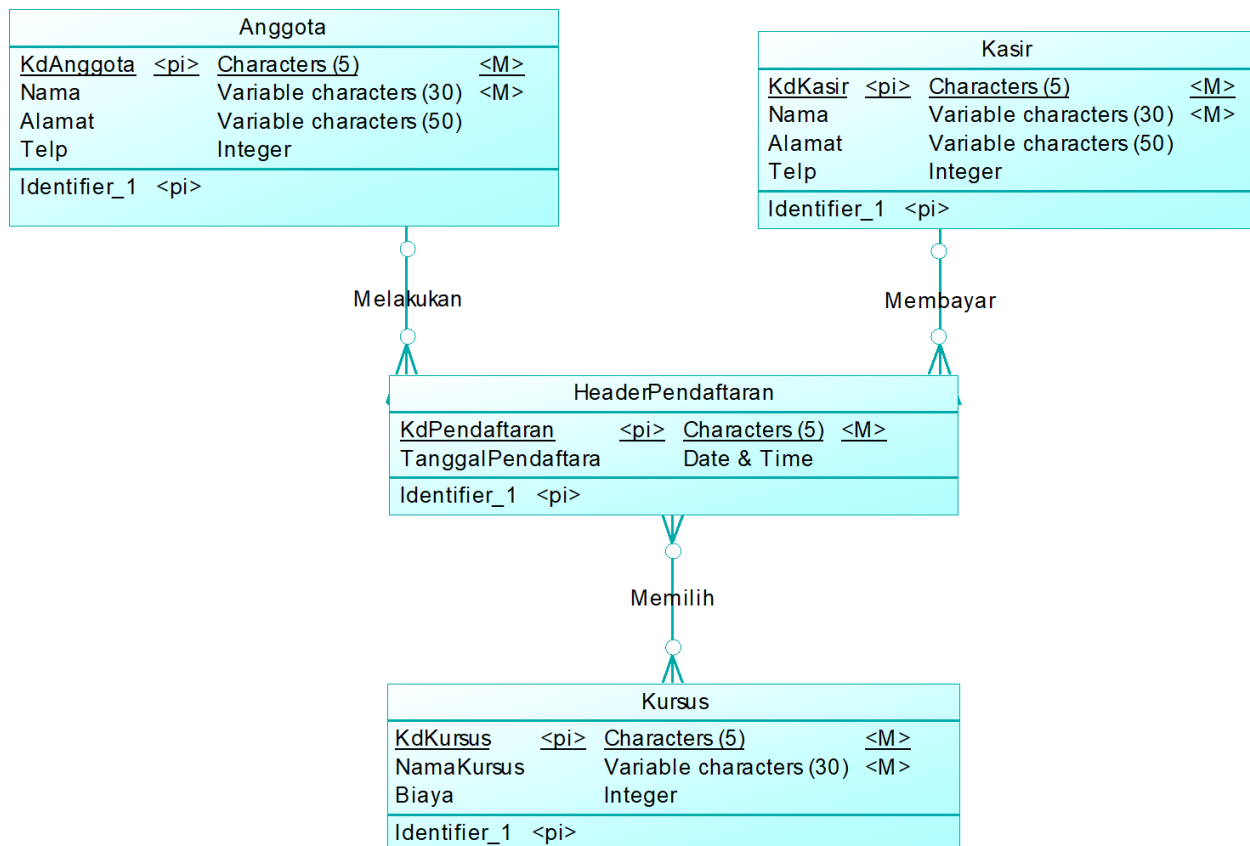 Anggota
KdAnggota <pi> Characters (5) <M>
Nama Variable characters (30) <M>
Alamat Variable characters (50)
Telp Integer
Identifier_1 <pi>
Kasir
KdKasir <pi> Characters (5) <M>
Nama Variable characters (30) <M>
Alamat Variable characters (50)
Telp Integer
Identifier_1 <pi>
Melakukan
Membayar
HeaderPendaftaran
KdPendaftaran <pi> Characters (5) <M>
TanggalPendaftara Date & Time
Identifier_1 <pi>
Memilih
Kursus
KdKursus <pi> Characters (5) <M>
NamaKursus Variable characters (30) <M>
Biaya Integer
Identifier_1 <pi>